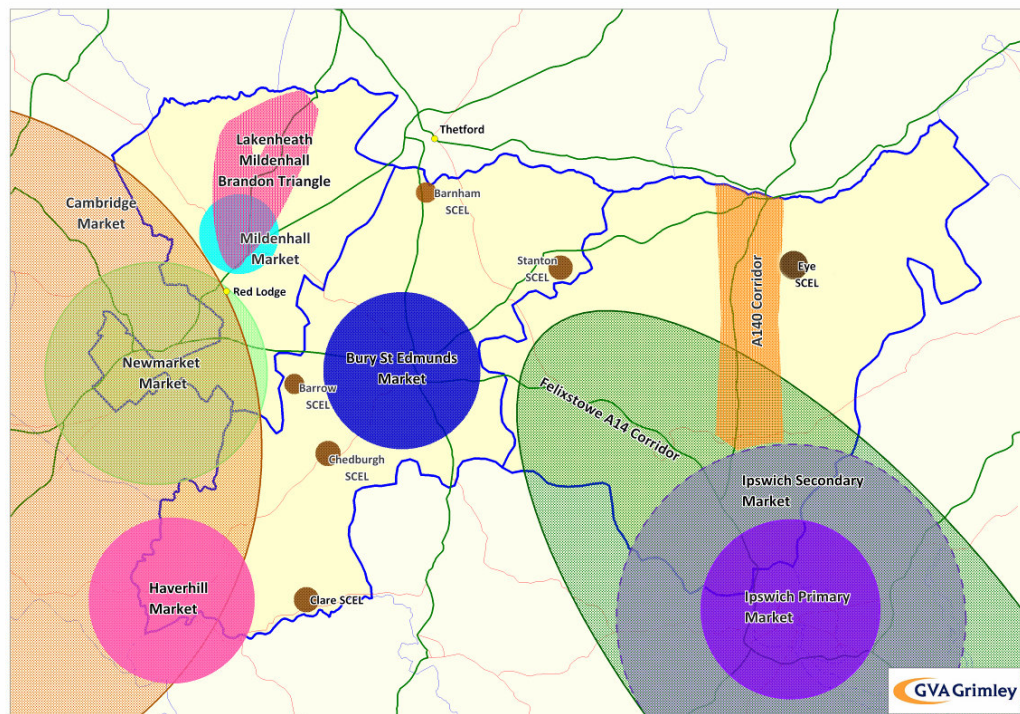 Thetford
Lakenheath
Mildenhall
Brandon Triangle
Barnham
SCEL
Cambridge
Market
Mildenhall
Market
Stanton
SCEL
Eye
SCEL
Red Lodge
A140 Corridor
Newmarket
Market
Bury St Edmunds
Market
Barrow
SCEL
Felixstowe A14 Corridor
Chedburgh
SCEL
Ipswich Secondary
Market
Haverhill
Market
Clare SCEL
Ipswich Primary
Market
GVA Grimley